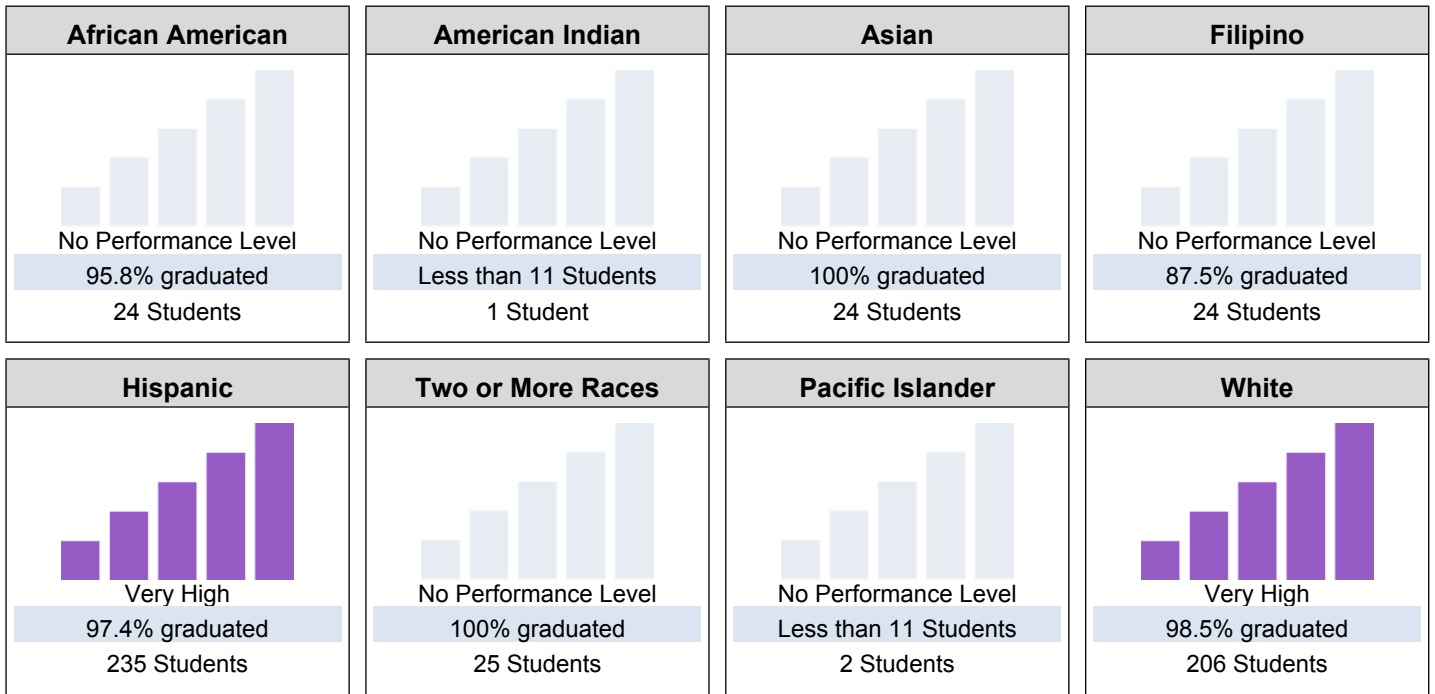 African American
No Performance Level
95.8% graduated
24 Students
American Indian
No Performance Level
Less than 11 Students
1 Student
Asian
No Performance Level
100% graduated
24 Students
Filipino
No Performance Level
87.5% graduated
24 Students
Hispanic
Very High
97.4% graduated
235 Students
Two or More Races
No Performance Level
100% graduated
25 Students
Pacific Islander
No Performance Level
Less than 11 Students
2 Students
White
Very High
98.5% graduated
206 Students